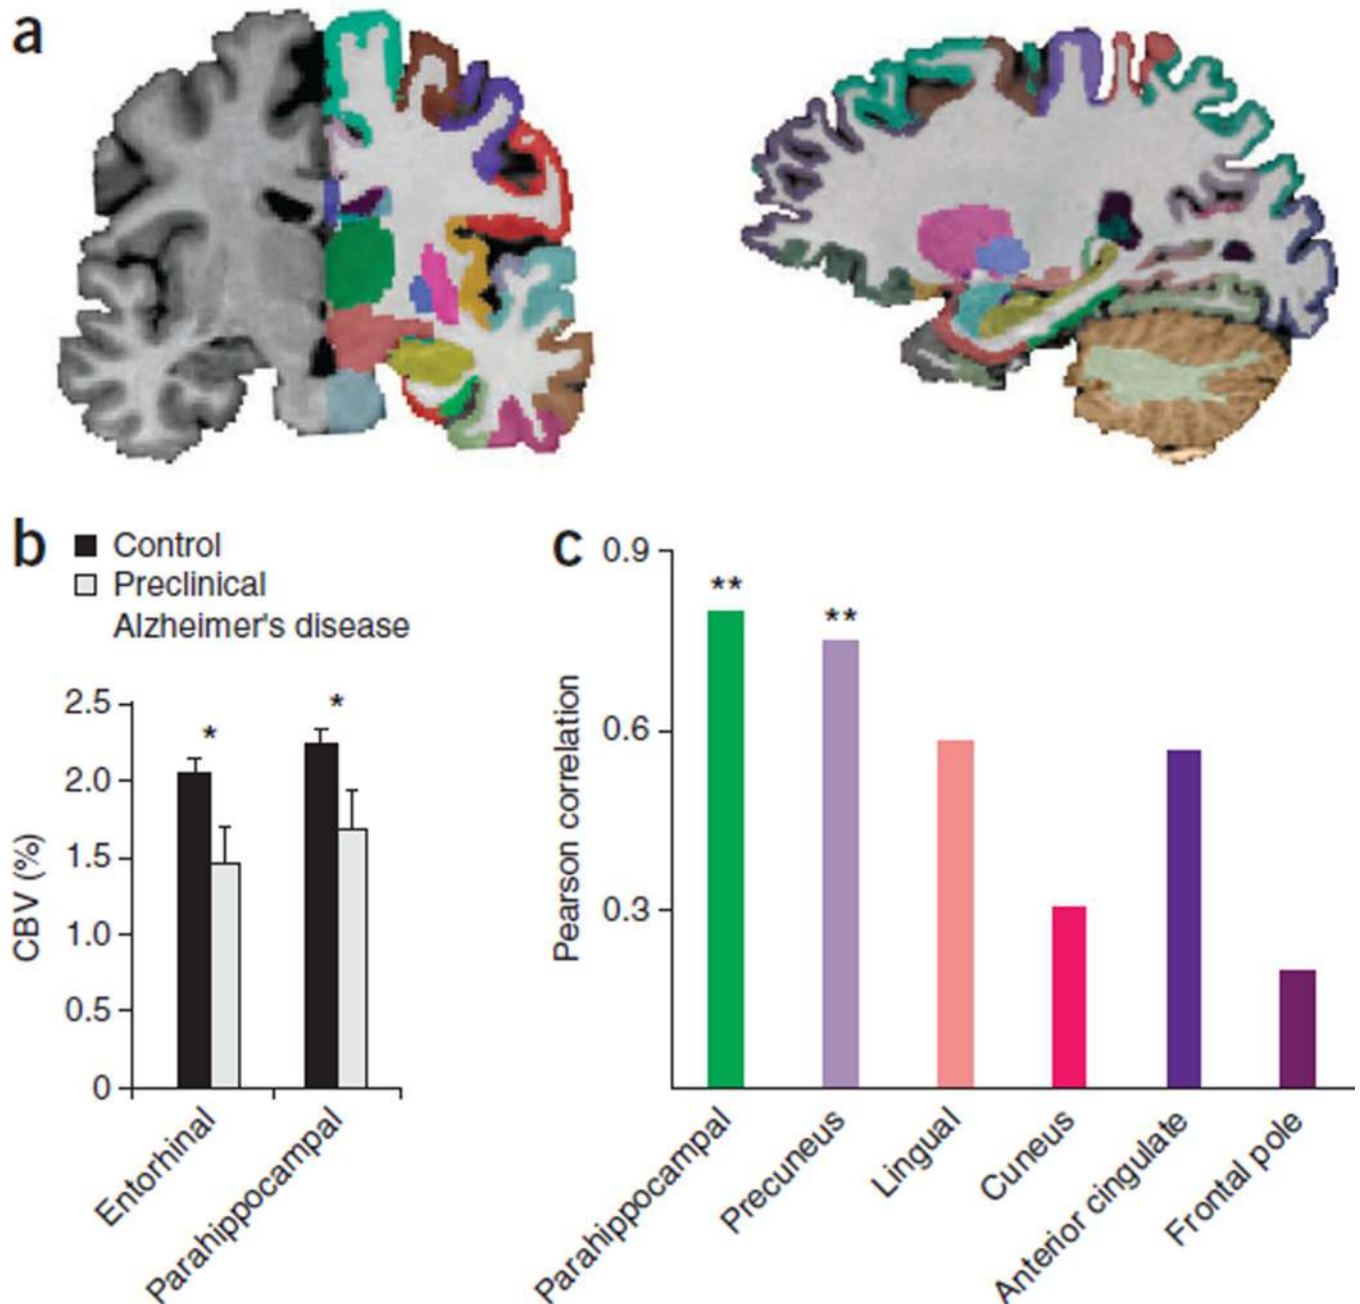 a
b
Control
Preclinical
Alzheimer's disease
*
*
2.5
2.0
1.5
1.0
0.5
0
CBV (%)
Entorhinal
Parahippocampal
c
**
**
0.9
0.6
0.3
Pearson correlation
Parahippocampal
Precuneus
Lingual
Cuneus
Anterior cingulate
Frontal pole